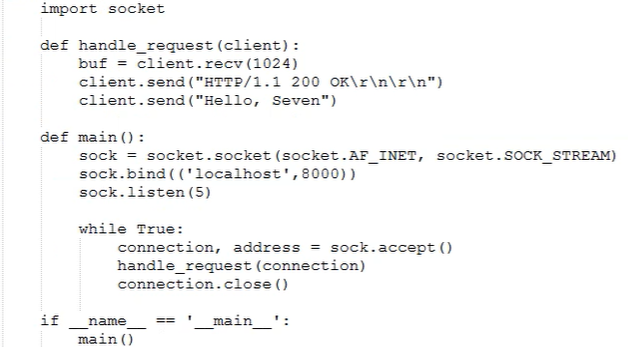 import socket
def handle_request(client):
buf = client.recv(1024)
client.send("HTTP/1.1 200 OK\r\n\r\n")
client.send("Hello, Seven")
def main():
sock = socket.socket(socket.AF_INET, socket.SOCK_STREAM)
sock.bind(('localhost',8000))
sock.listen(5)
while True:
connection, address = sock.accept()
handle_request(connection)
connection.close()
if __name__ == '__main__':
main()